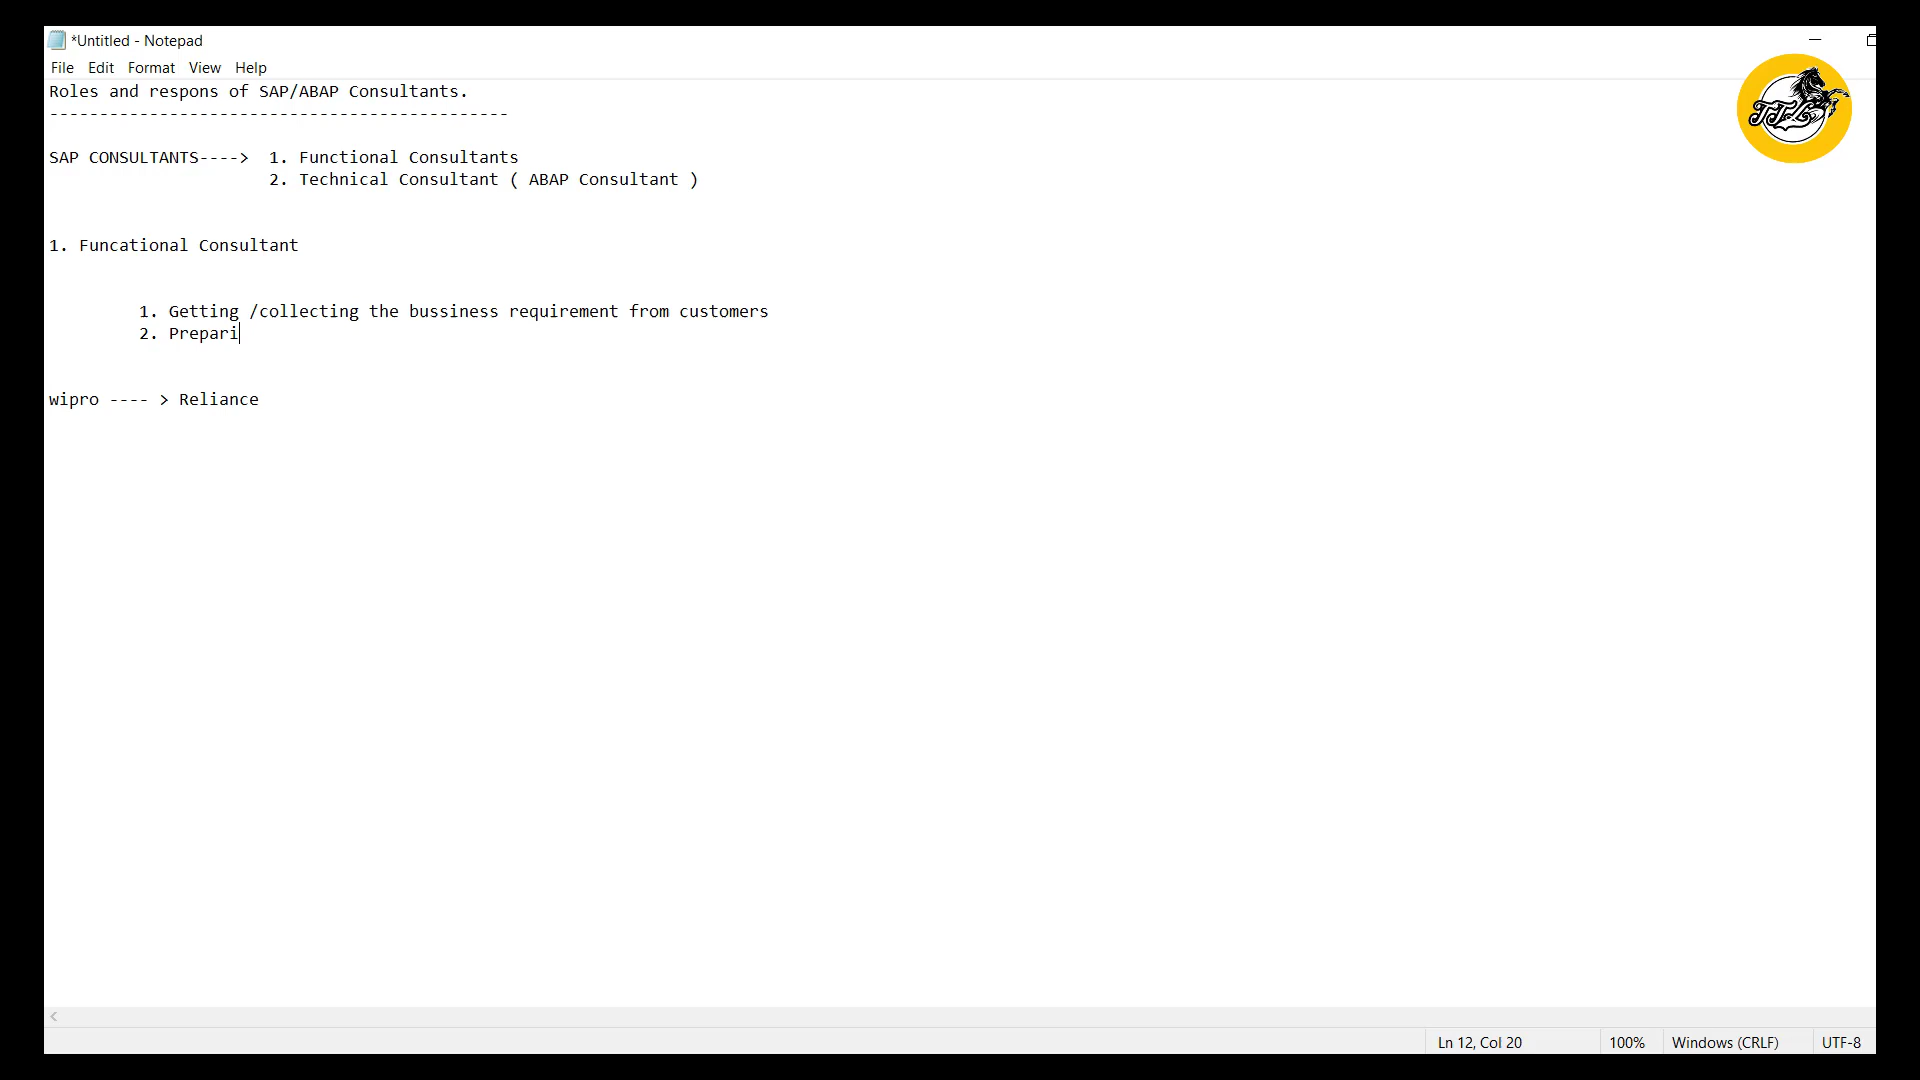 *Untitled - Notepad
File Edit Format View Help
Roles and respons of SAP/ABAP Consultants.
----------------------------------------------
SAP CONSULTANTS----> 1. Functional Consultants
2. Technical Consultant ( ABAP Consultant )
1. Funcational Consultant
1. Getting /collecting the bussiness requirement from customers
2. Prepari
wipro ---- > Reliance
Ln 12, Col 20 100% Windows (CRLF) UTF-8